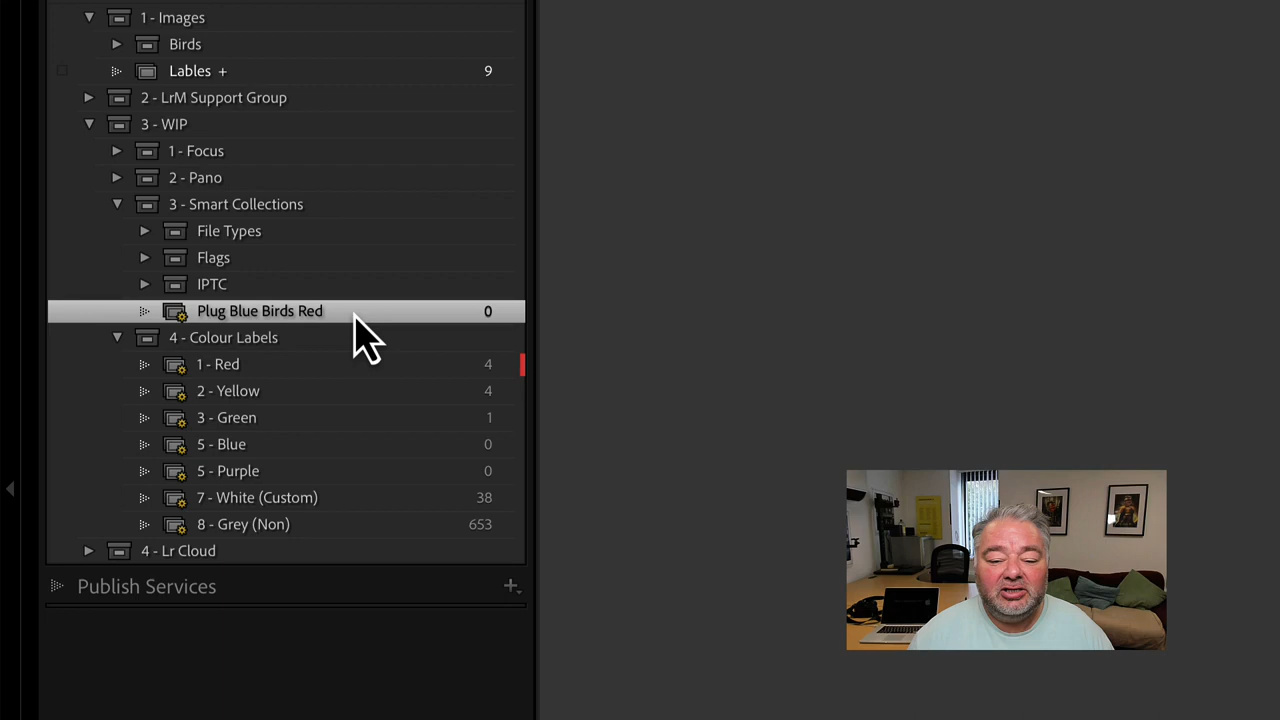 1 - Images
Birds
Lables + 9
2 - LrM Support Group
3 - WIP
1 - Focus
2 - Pano
3 - Smart Collections
File Types
Flags
IPTC
Plug Blue Birds Red 0
4 - Colour Labels
1 - Red 4
2 - Yellow 4
3 - Green 1
5 - Blue 0
5 - Purple 0
7 - White (Custom) 38
8 - Grey (Non) 653
4 - Lr Cloud
Publish Services +